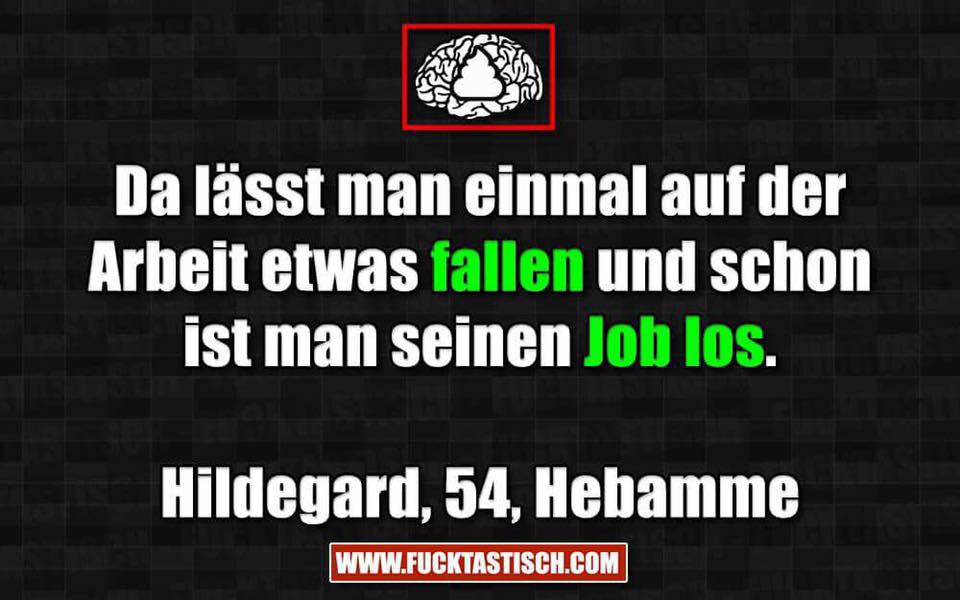 Da lässt man einmal auf der
Arbeit etwas fallen und schon
ist man seinen Job los.
Hildegard, 54, Hebamme
WWW.FUCKTASTISCH.COM